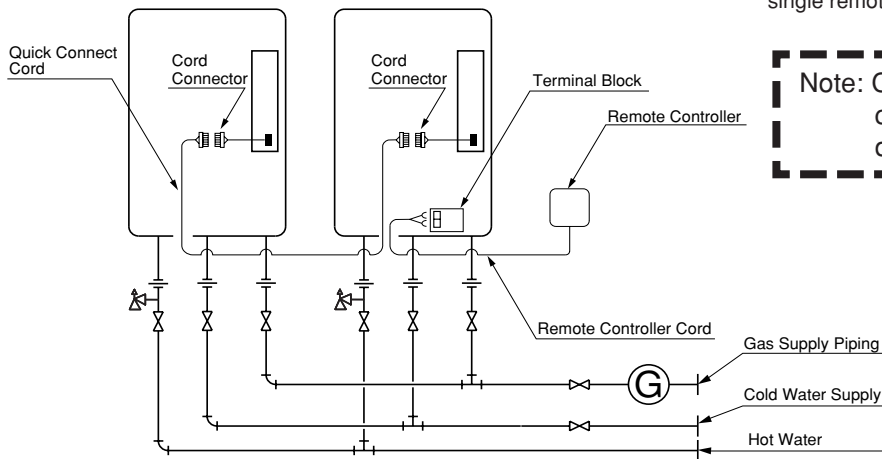 single remote
Quick Connect
Cord
Cord
Connector
Cord
Connector
Terminal Block
Remote Controller
Note:
Remote Controller Cord
Gas Supply Piping
G
Cold Water Supply
Hot Water